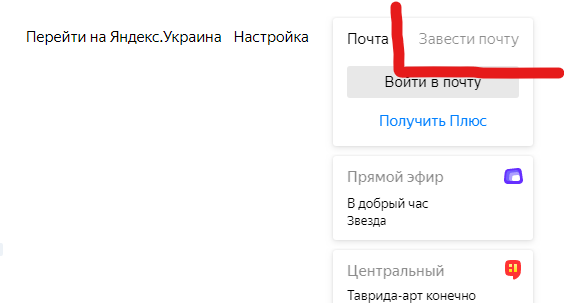 Перейти на Яндекс.Украина Настройка
Почта Завести почту
Войти в почту
Получить Плюс
Прямой эфир
В добрый час
Звезда
Центральный
Таврида-арт конечно